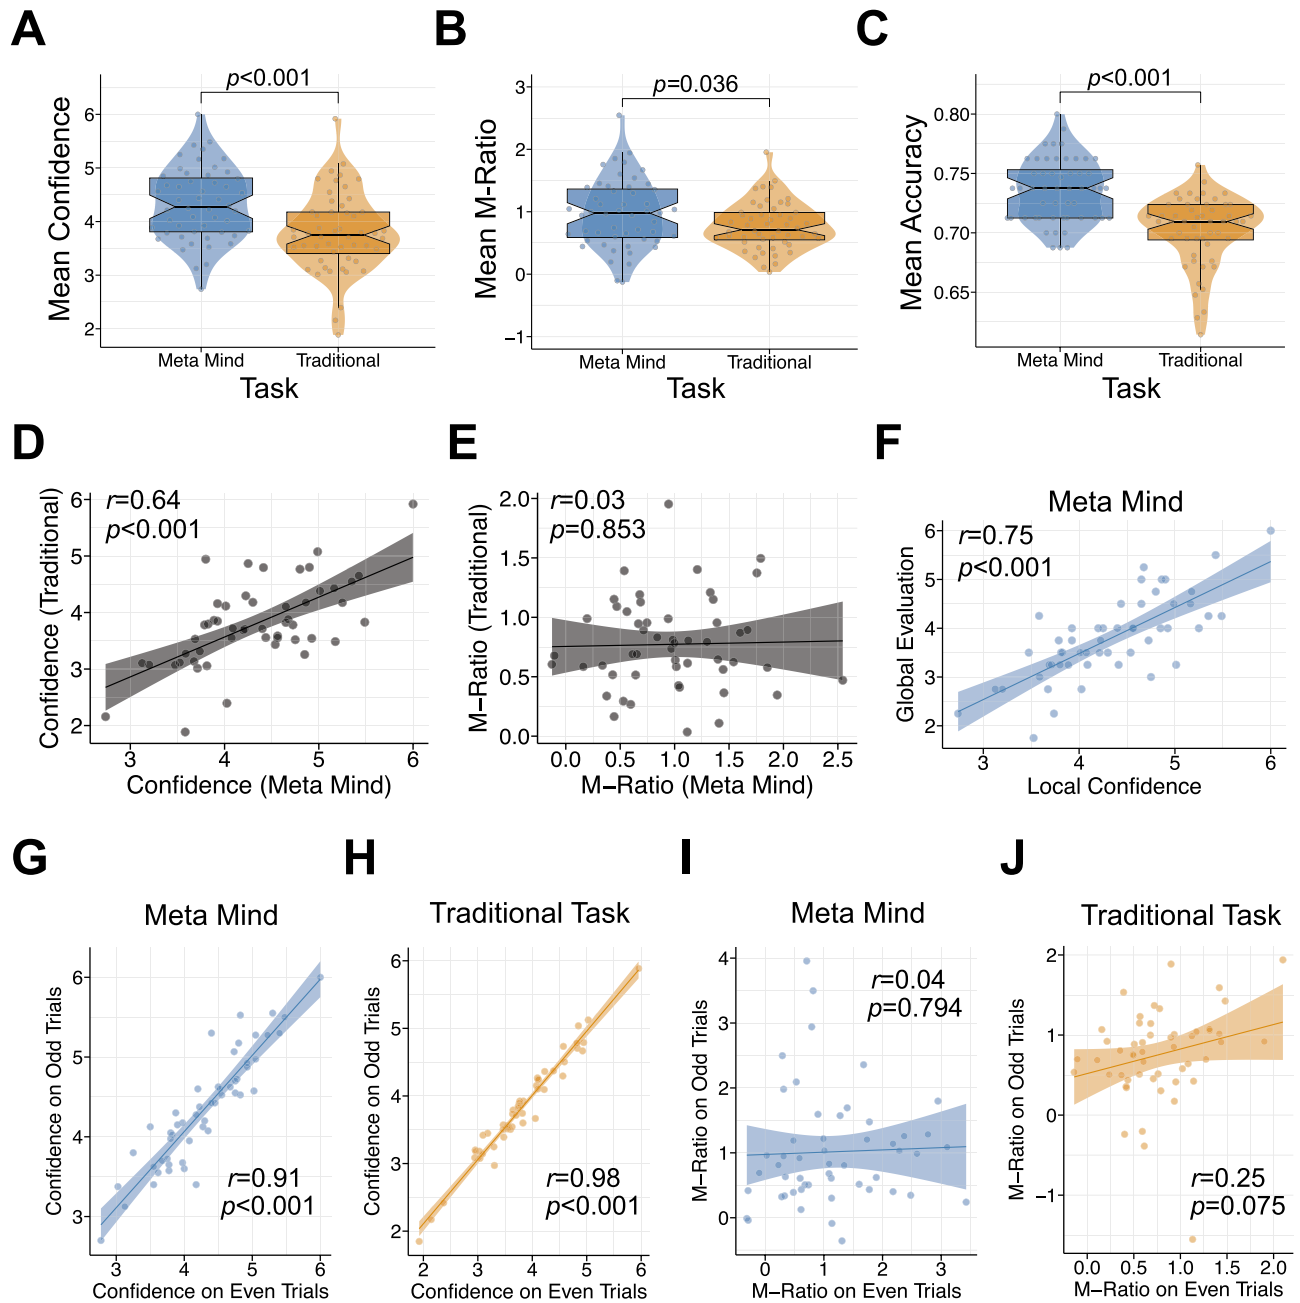 A
B
C
p<0.001
p=0.036
p<0.001
Mean Confidence
6
5
4
3
2
Meta Mind
Traditional
Task
Mean M-Ratio
3
2
1
0
−1
Meta Mind
Traditional
Task
Mean Accuracy
0.80
0.75
0.70
0.65
Meta Mind
Traditional
Task
D
E
F
Confidence (Traditional)
r=0.64
p<0.001
6
5
4
3
2
3
4
5
6
Confidence (Meta Mind)
M−Ratio (Traditional)
r=0.03
p=0.853
2.0
1.5
1.0
0.5
0.0
0.0
0.5
1.0
1.5
2.0
2.5
M−Ratio (Meta Mind)
Meta Mind
Global Evaluation
r=0.75
p<0.001
6
5
4
3
2
3
4
5
6
Local Confidence
G
H
I
J
Meta Mind
Confidence on Odd Trials
6
5
4
3
r=0.91
p<0.001
3
4
5
6
Confidence on Even Trials
Traditional Task
Confidence on Odd Trials
6
5
4
3
2
r=0.98
p<0.001
2
3
4
5
6
Confidence on Even Trials
Meta Mind
M−Ratio on Odd Trials
4
3
2
1
0
r=0.04
p=0.794
0
1
2
3
M−Ratio on Even Trials
Traditional Task
M−Ratio on Odd Trials
2
1
0
−1
r=0.25
p=0.075
0.0
0.5
1.0
1.5
2.0
M−Ratio on Even Trials